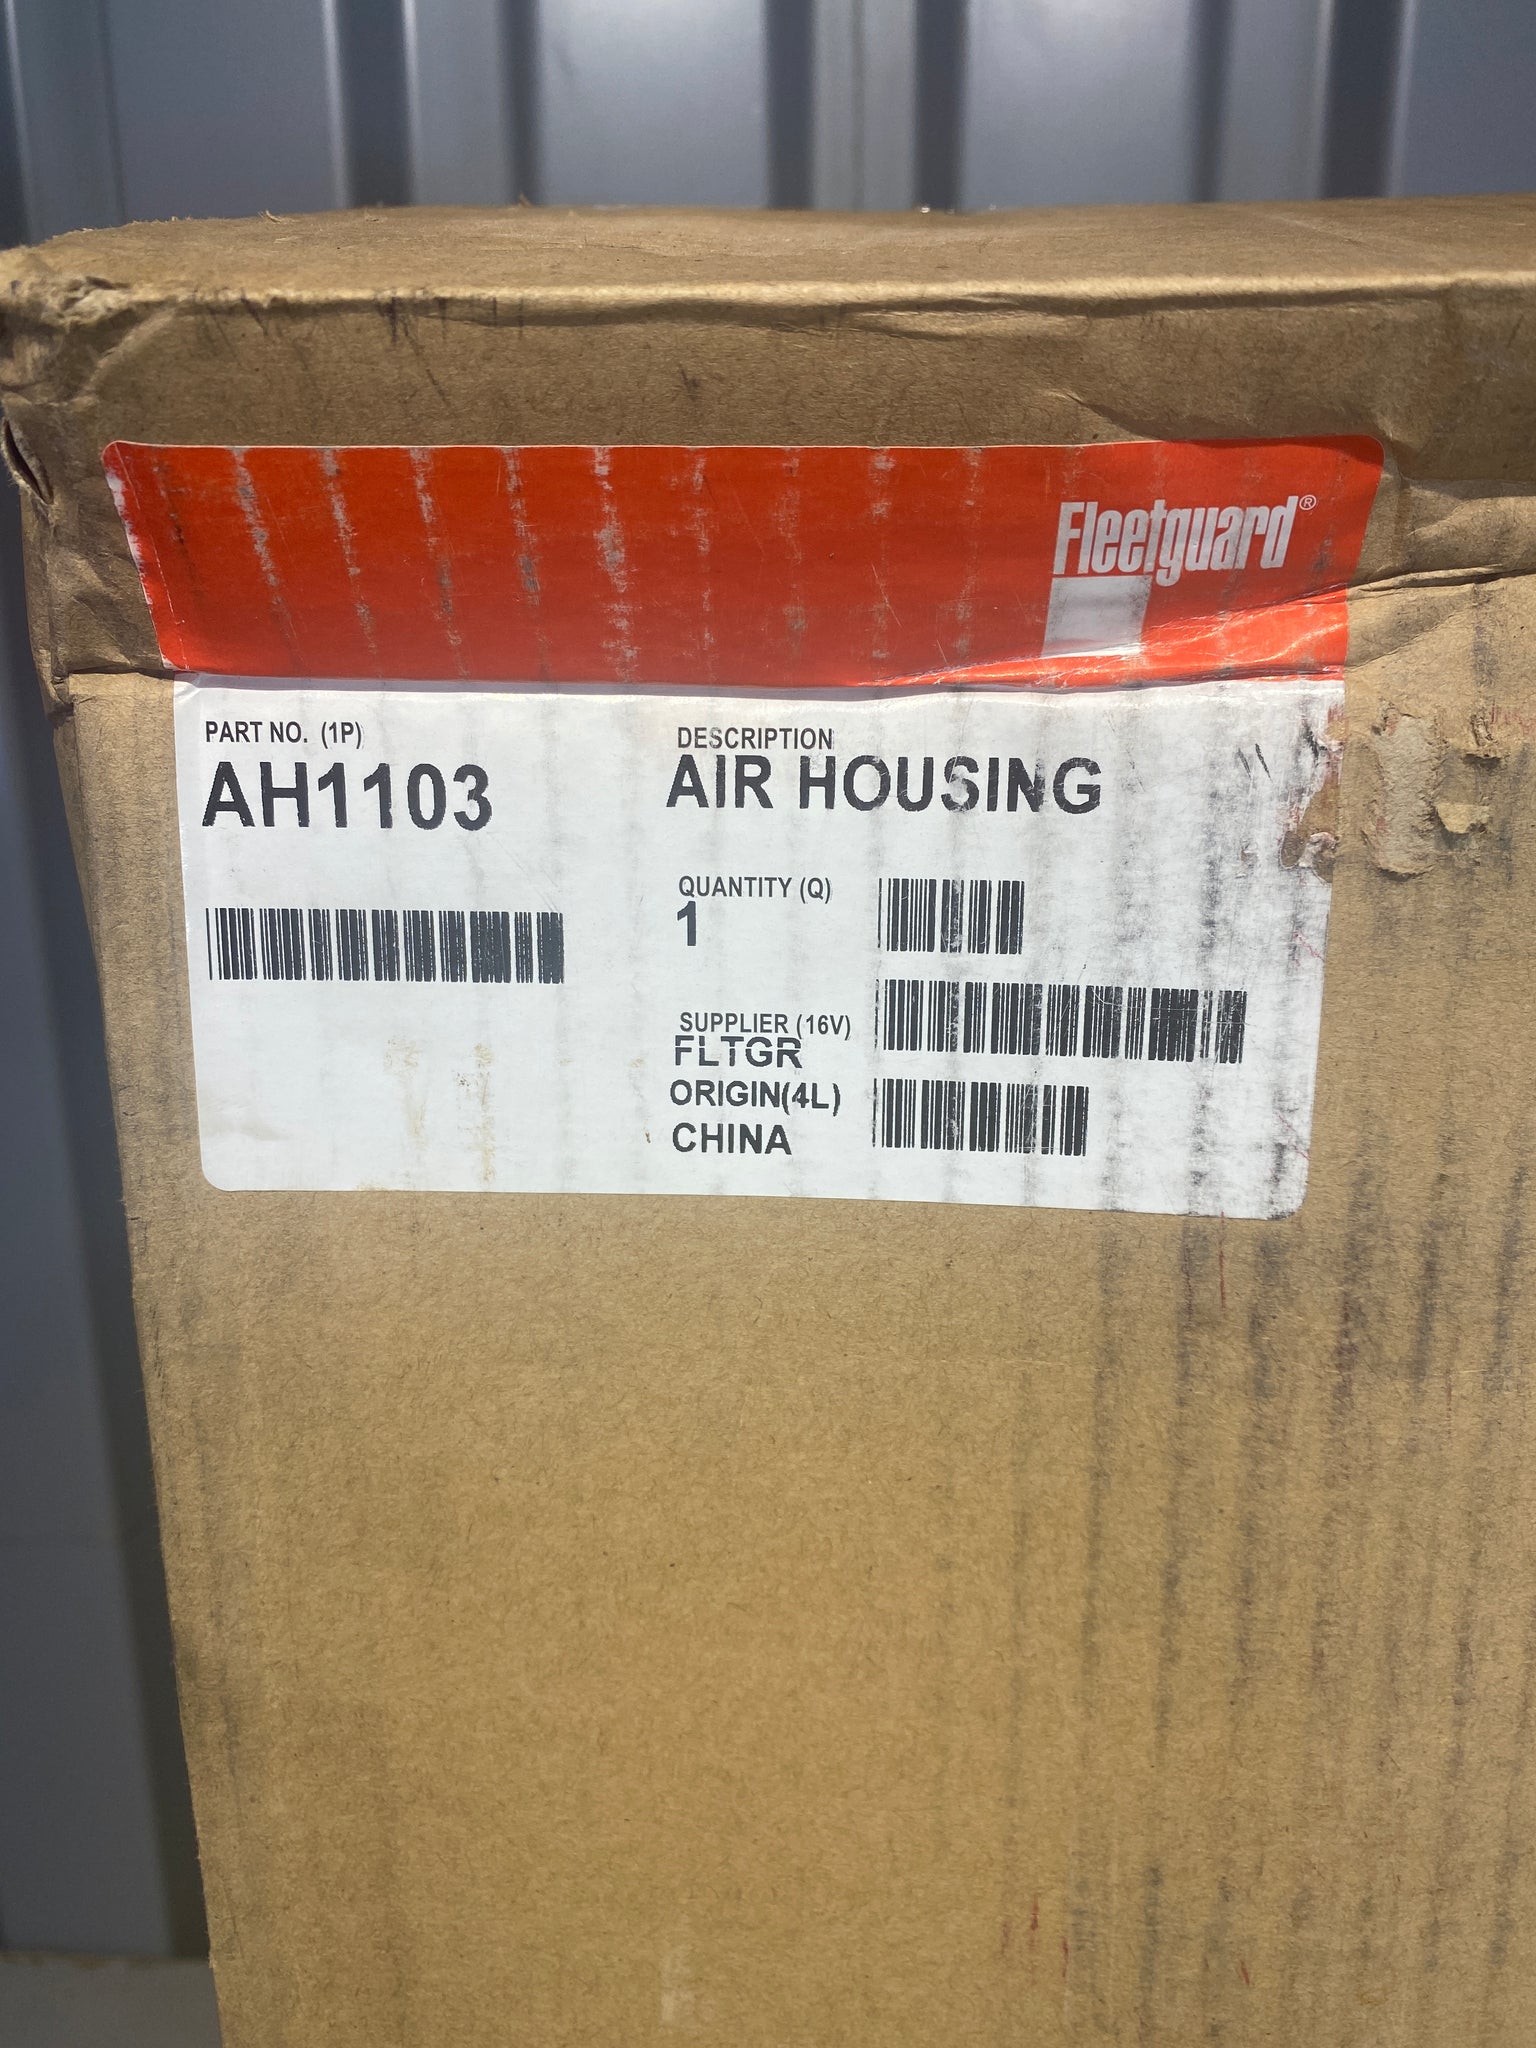 Fleetguard®
PART NO. (1P)
AH1103
DESCRIPTION
AIR HOUSING
QUANTITY (Q)
1
SUPPLIER (16V)
FLTGR
ORIGIN(4L)
CHINA